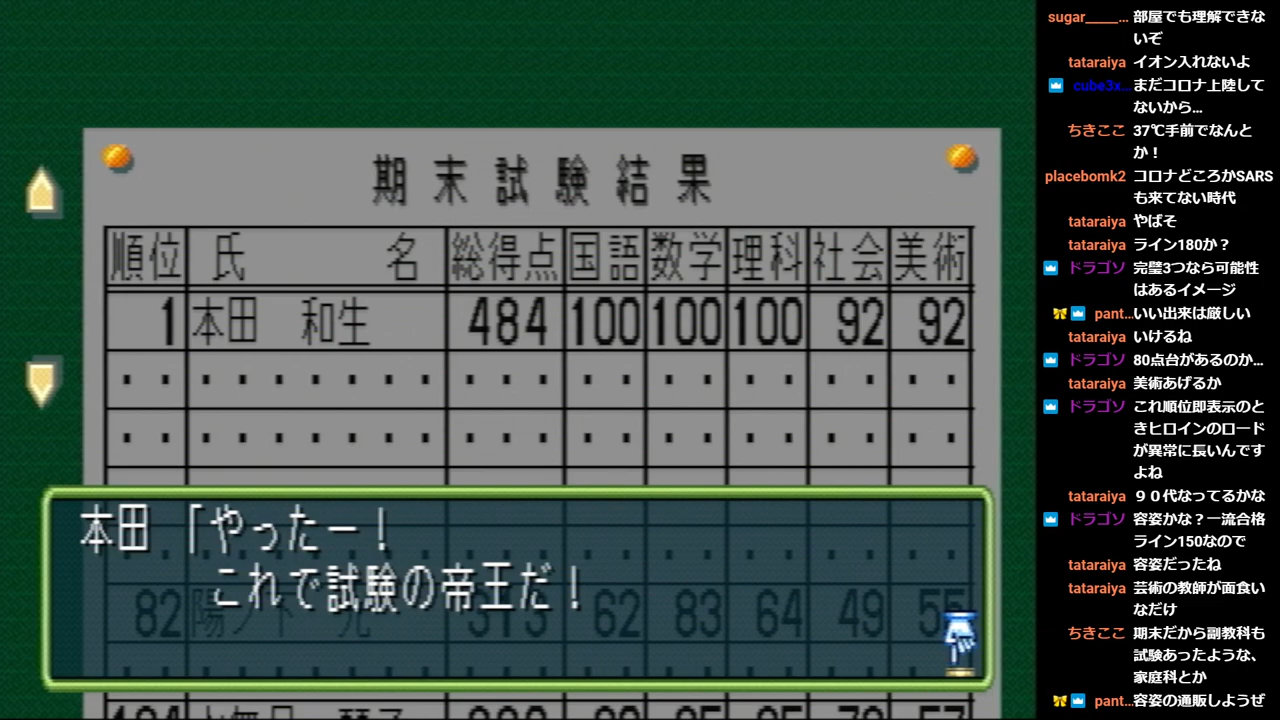 期末試験結果
順位 氏 名 総得点 国語 数学 理科 社会 美術
1 本田 和生 484 100 100 100 92 92
・・ ・・・・・・・ ・・・ ・・ ・・ ・・ ・・ ・・
・・ ・・・・・・・ ・・・ ・・ ・・ ・・ ・・ ・・
本田 「やったー！
これで試験の帝王だ！
82 陽ノ下 光 313 62 83 64 49 55
sugar____… 部屋でも理解できな
いぞ
tataraiya イオン入れないよ
cube3x… まだコロナ上陸して
ないから…
ちきここ 37℃手前でなんと
か！
placebomk2 コロナどころかSARS
も来てない時代
tataraiya やばそ
tataraiya ライン180か？
ドラゴソ 完璧3つなら可能性
はあるイメージ
pant… いい出来は厳しい
tataraiya いけるね
ドラゴソ 80点台があるのか…
tataraiya 美術あげるか
ドラゴソ これ順位即表示のと
きヒロインのロード
が異常に長いんです
よね
tataraiya ９０代なってるかな
ドラゴソ 容姿かな？一流合格
ライン150なので
tataraiya 容姿だったね
tataraiya 芸術の教師が面食い
なだけ
ちきここ 期末だから副教科も
試験あったような、
家庭科とか
pant… 容姿の通販しようぜ